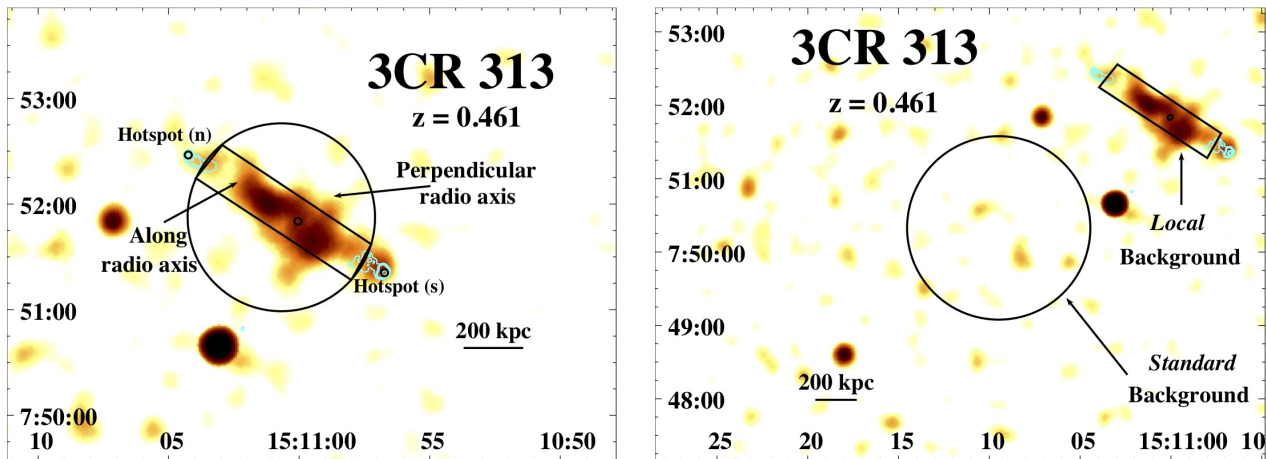 3CR 313
z = 0.461
53:00
Hotspot (n)
Perpendicular
radio axis
52:00
Along
radio axis
Hotspot (s)
51:00
200 kpc
7:50:00
10
05
15:11:00
55
10:50
3CR 313
z = 0.461
53:00
52:00
51:00
Local
Background
7:50:00
49:00
Standard
Background
200 kpc
48:00
25
20
15
10
05
15:11:00
10